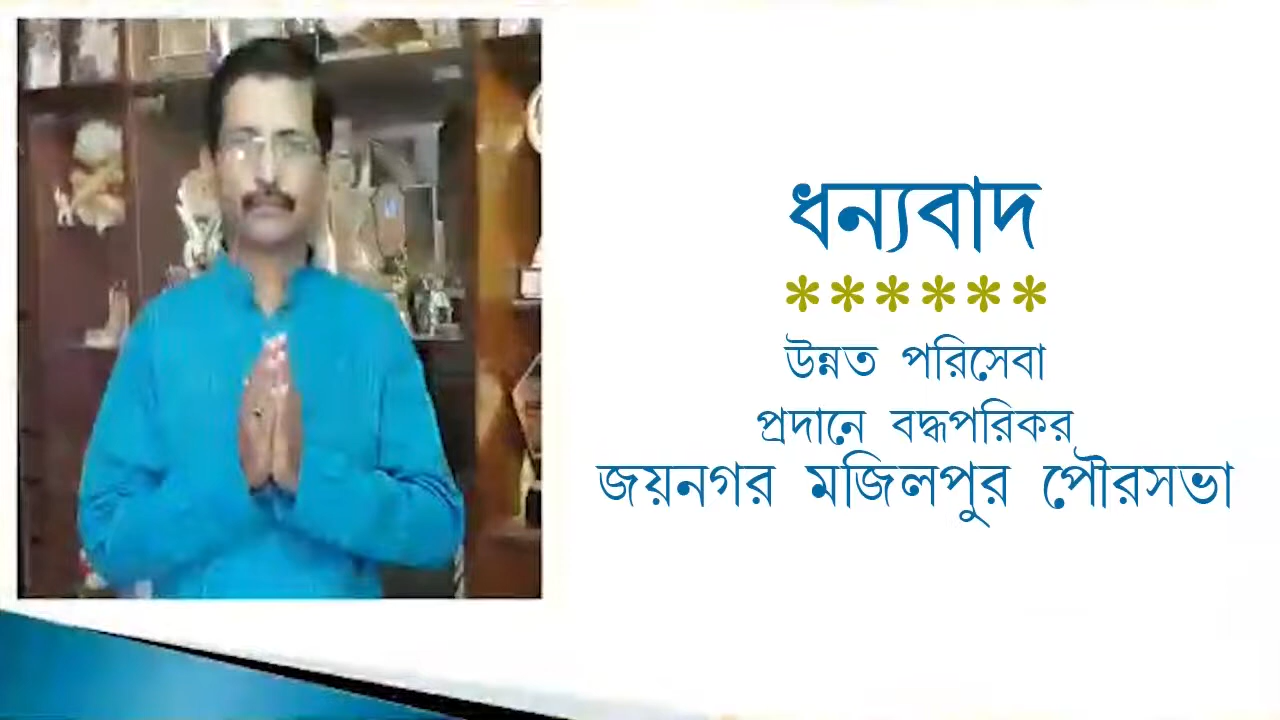 ধন্যবাদ
******
উন্নত পরিসেবা
প্রদানে বদ্ধপরিকর
জয়নগর মজিলপুর পৌরসভা